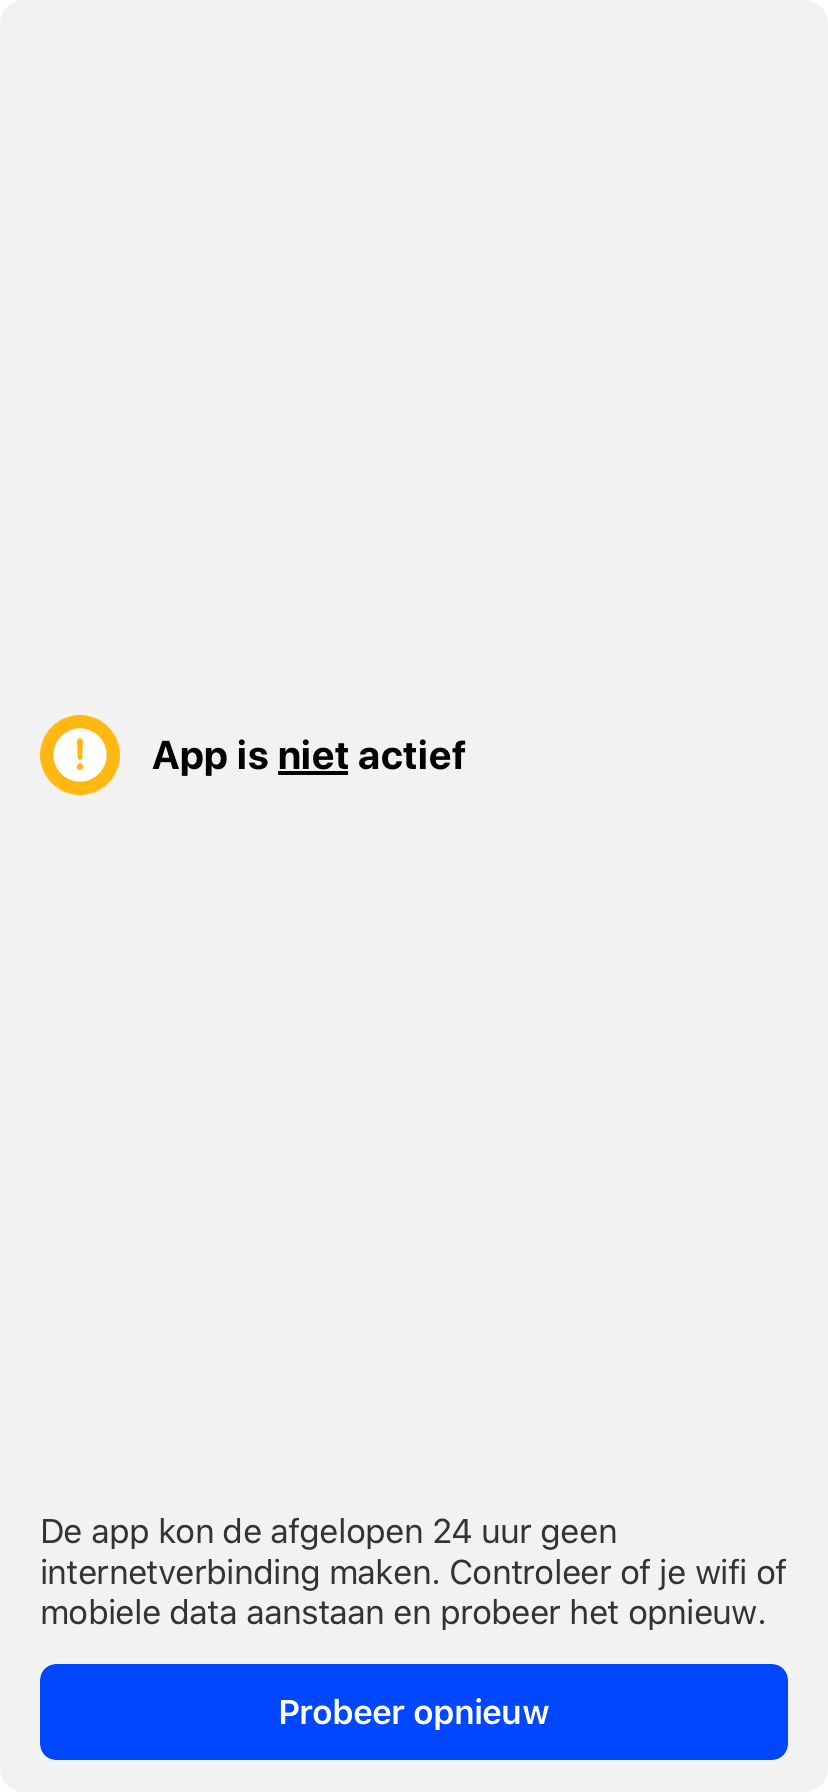 App is niet actief
De app kon de afgelopen 24 uur geen
internetverbinding maken. Controleer of je wifi of
mobiele data aanstaan en probeer het opnieuw.
Probeer opnieuw